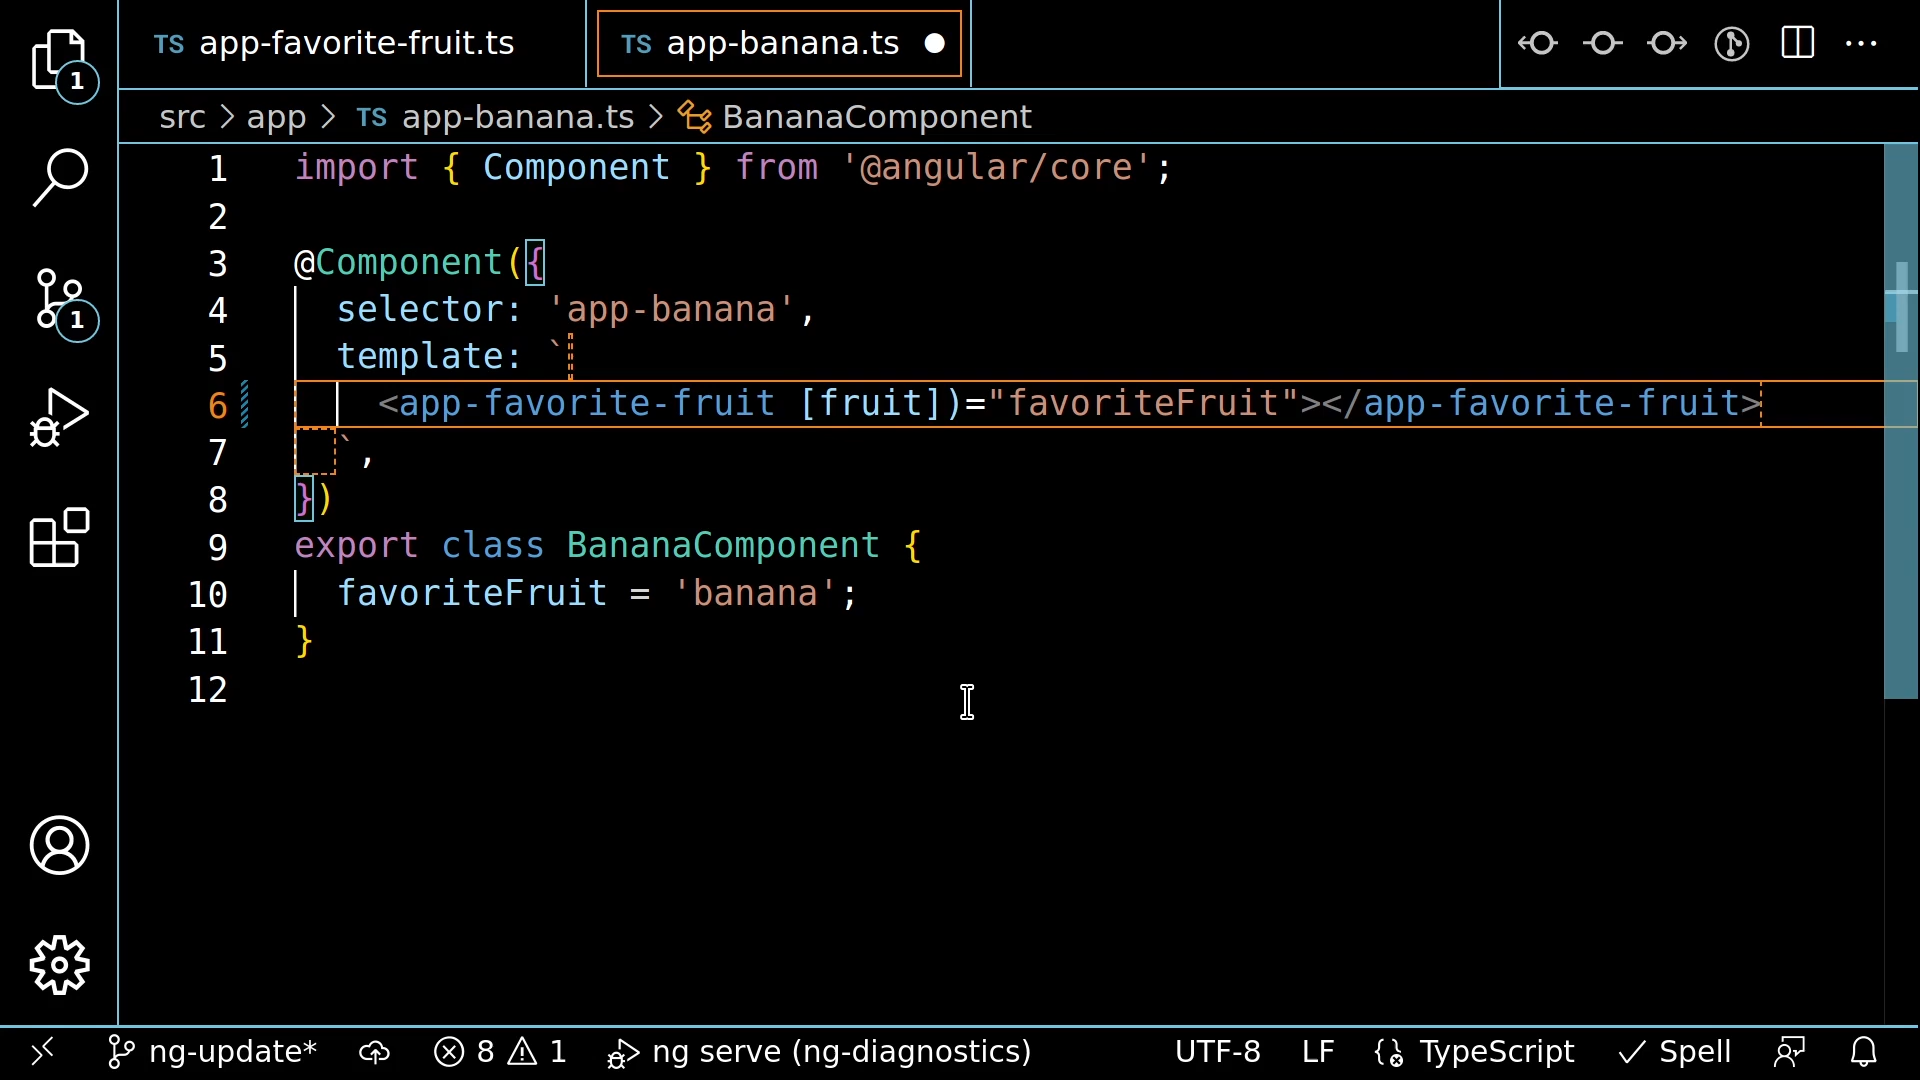 TS app-favorite-fruit.ts TS app-banana.ts
src > app > TS app-banana.ts > BananaComponent
1 import { Component } from '@angular/core';
2
3 @Component({
4 selector: 'app-banana',
5 template: `
6 <app-favorite-fruit [fruit])="favoriteFruit"></app-favorite-fruit>
7 `,
8 })
9 export class BananaComponent {
10 favoriteFruit = 'banana';
11 }
12
1
1
ng-update* 8 1 ng serve (ng-diagnostics) UTF-8 LF TypeScript Spell